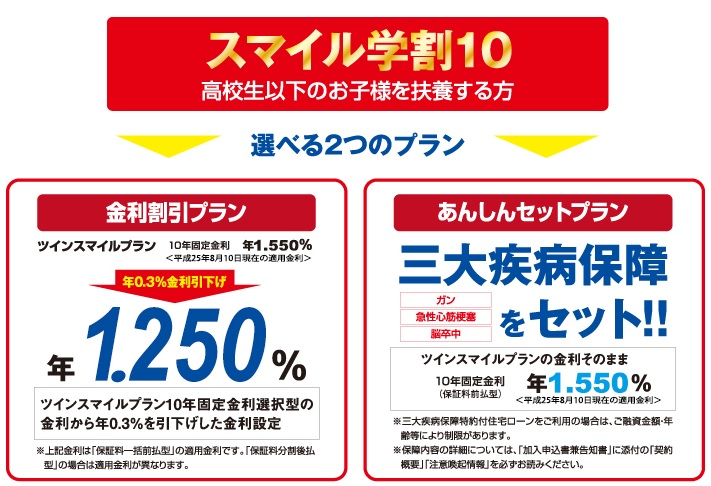 スマイル学割10
高校生以下のお子様を扶養する方
選べる2つのプラン
金利割引プラン
ツインスマイルプラン 10年固定金利 年1.550%
<平成25年8月10日現在の適用金利>
年0.3%金利引下げ
年1.250%
ツインスマイルプラン10年固定金利選択型の
金利から年0.3%を引下げした金利設定
※上記金利は「保証料一括前払型」の適用金利です。「保証料分割後払
型」の場合は適用金利が異なります。
あんしんセットプラン
三大疾病保障
ガン
急性心筋梗塞
脳卒中
をセット!!
ツインスマイルプランの金利そのまま
10年固定金利 年1.550%
(保証料前払型)
<平成25年8月10日現在の適用金利>
※三大疾病保障特約付住宅ローンをご利用の場合は、ご融資金額・年
齢等により制限があります。
※保障内容の詳細については、「加入申込書兼告知書」に添付の「契約
概要」「注意喚起情報」を必ずお読みください。